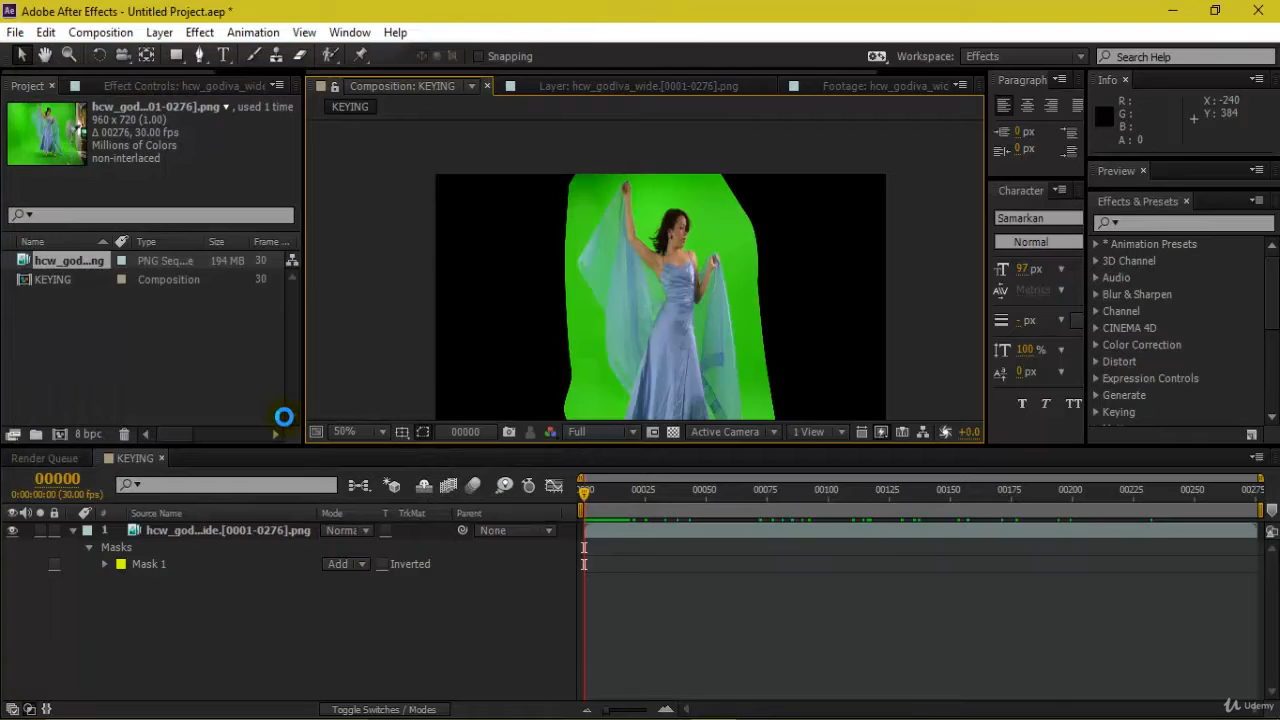 Ae Adobe After Effects - Untitled Project.aep *
File Edit Composition Layer Effect Animation View Window Help
Snapping Workspace: Effects Search Help
Project × Effect Controls: hcw_godiva_wide.[0001-0276].png Composition: KEYING × Layer: hcw_godiva_wide.[0001-0276].png Footage: hcw_godiva_wid Paragraph × Info ×
hcw_god...01-0276].png, used 1 time
960 x 720 (1.00)
Δ 00276, 30.00 fps
Millions of Colors
non-interlaced
KEYING
0 px
0 px
R :
G :
B :
A : 0
X : -240
Y : 384
Preview ×
Character ×
Samarkan
Normal
97 px
Metrics
- px
100 %
0 px
T T TT
Effects & Presets ×
* Animation Presets
3D Channel
Audio
Blur & Sharpen
Channel
CINEMA 4D
Color Correction
Distort
Expression Controls
Generate
Keying
Name Type Size Frame ...
hcw_god...ng PNG Seq...e 194 MB 30
KEYING Composition 30
8 bpc
50% 00000 Full Active Camera 1 View +0.0
Render Queue KEYING ×
00000
0:00:00:00 (30.00 fps)
00025 00050 00075 00100 00125 00150 00175 00200 00225 00275
# Source Name Mode T TrkMat Parent
1 hcw_god...ide.[0001-0276].png None
Masks
Mask 1 Add Inverted
Toggle Switches / Modes
Udemy